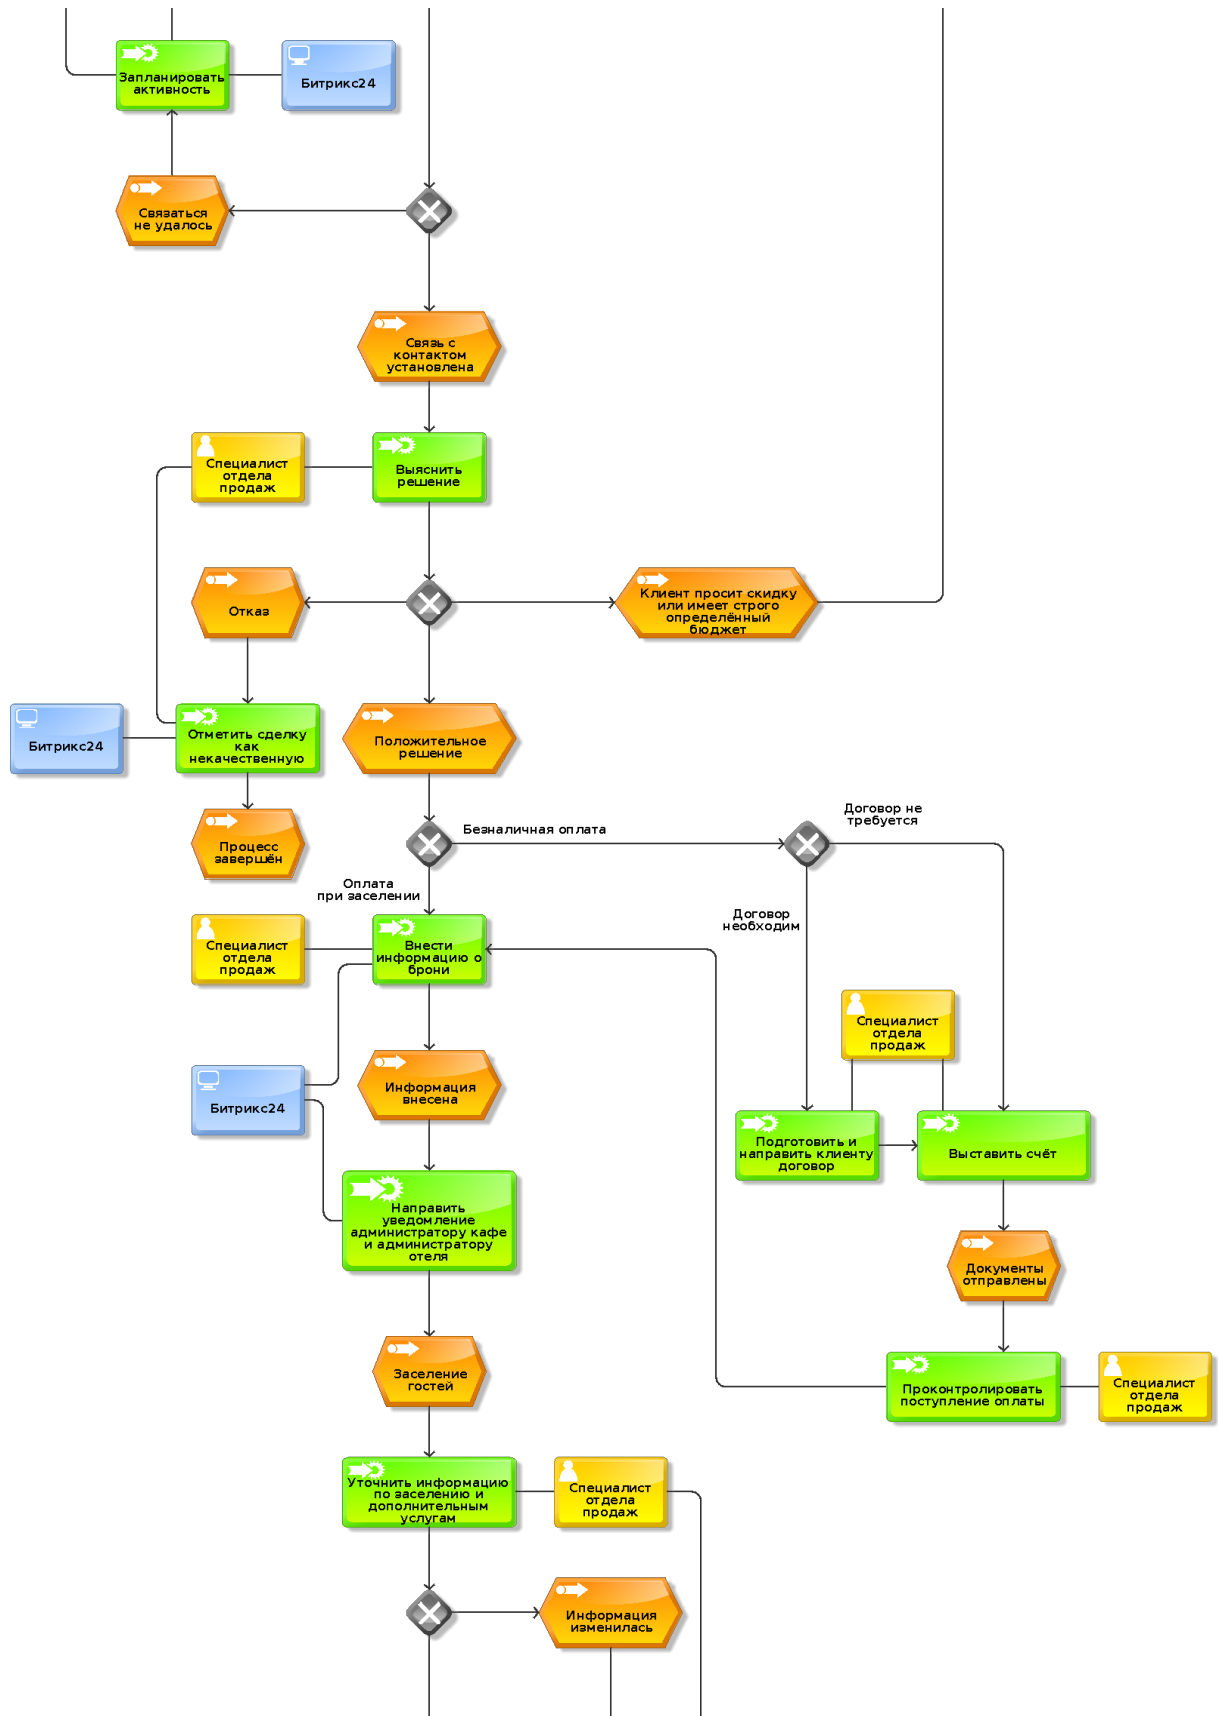 Запланировать
активность
Битрикс24
Связаться
не удалось
Связь с
контактом
установлена
Специалист
отдела
продаж
Выяснить
решение
Отказ
Клиент просит скидку
или имеет строго
определённый
бюджет
Битрикс24
Отметить сделку
как
некачественную
Положительное
решение
Процесс
завершён
Безналичная оплата
Договор не
требуется
Оплата
при заселении
Договор
необходим
Специалист
отдела
продаж
Внести
информацию о
брони
Специалист
отдела
продаж
Битрикс24
Информация
внесена
Подготовить и
направить клиенту
договор
Выставить счёт
Направить
уведомление
администратору кафе
и администратору
отеля
Документы
отправлены
Заселение
гостей
Проконтролировать
поступление оплаты
Специалист
отдела
продаж
Уточнить информацию
по заселению и
дополнительным
услугам
Специалист
отдела
продаж
Информация
изменилась